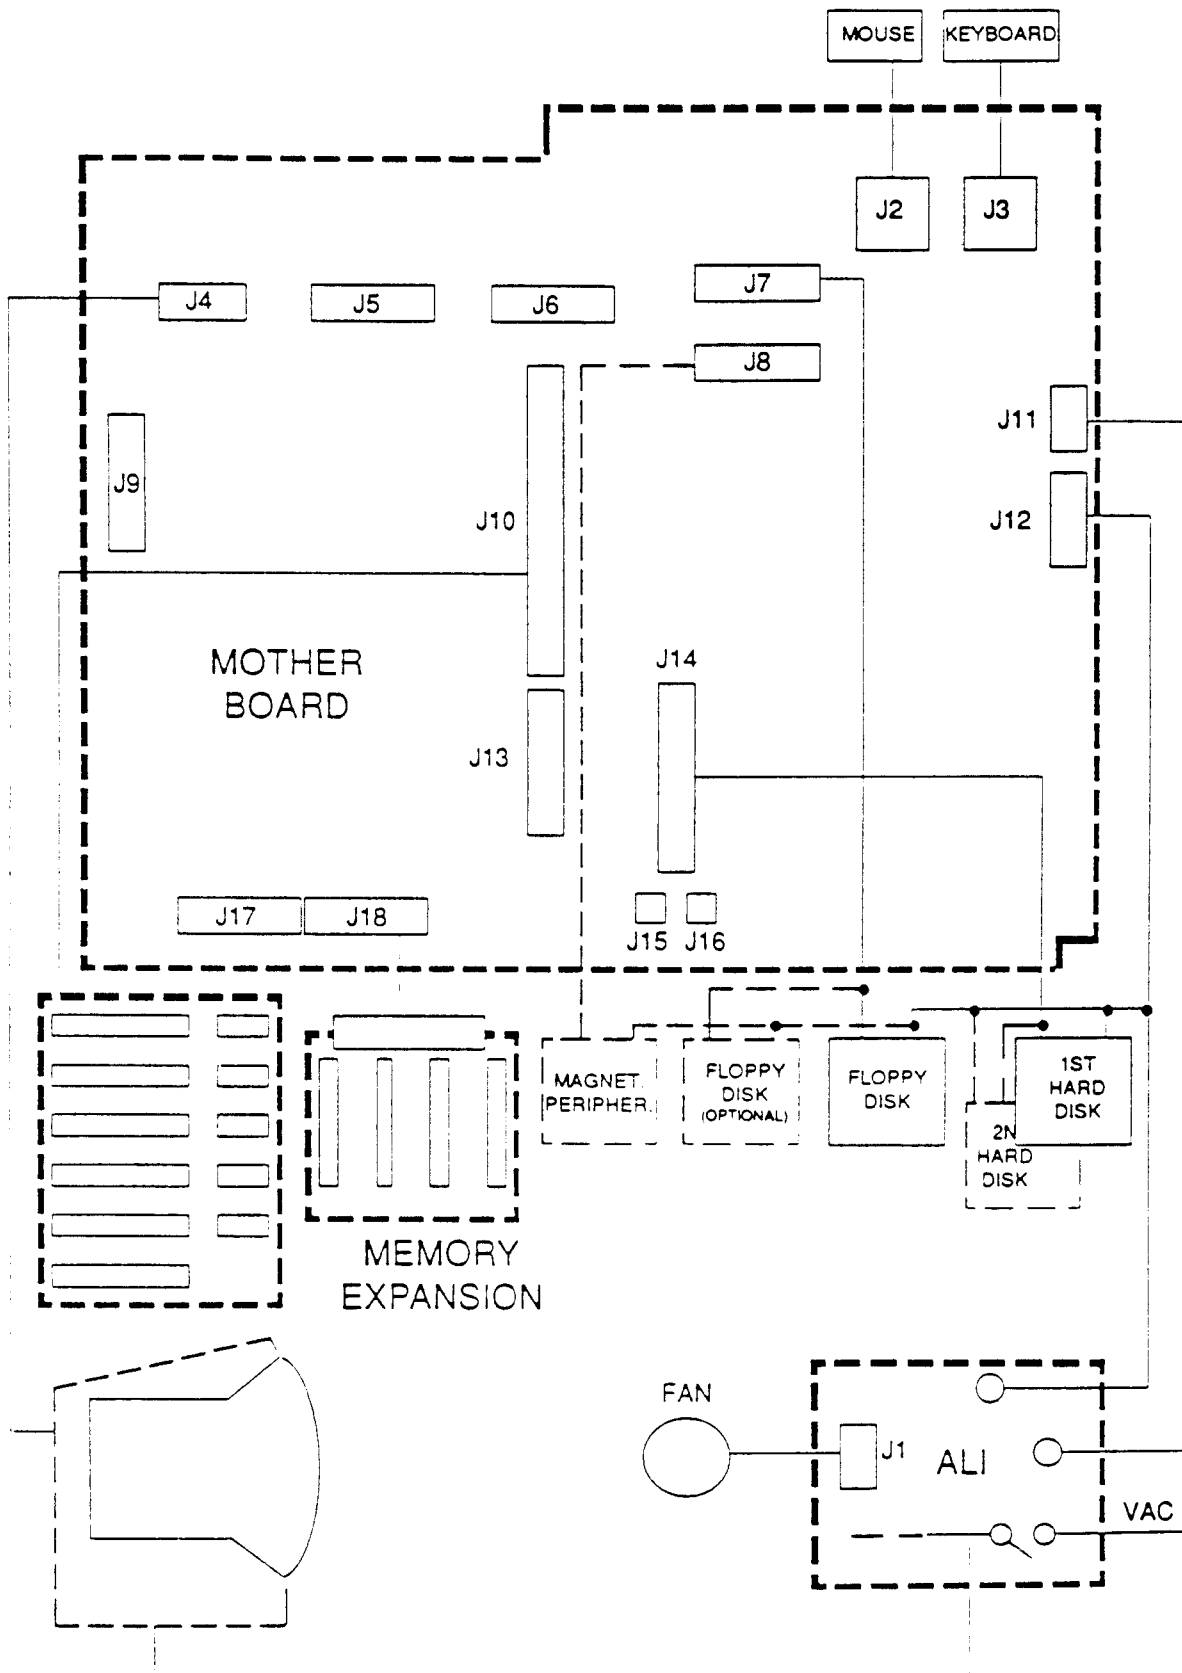 MOUSE
KEYBOARD
J2
J3
J4
J5
J6
J7
J8
J9
J10
J11
J12
MOTHER
BOARD
J14
J13
J17
J18
J15
J16
MAGNET.
PERIPHER.
FLOPPY
DISK
(OPTIONAL)
FLOPPY
DISK
1ST
HARD
DISK
2N
HARD
DISK
MEMORY
EXPANSION
FAN
J1
ALI
VAC